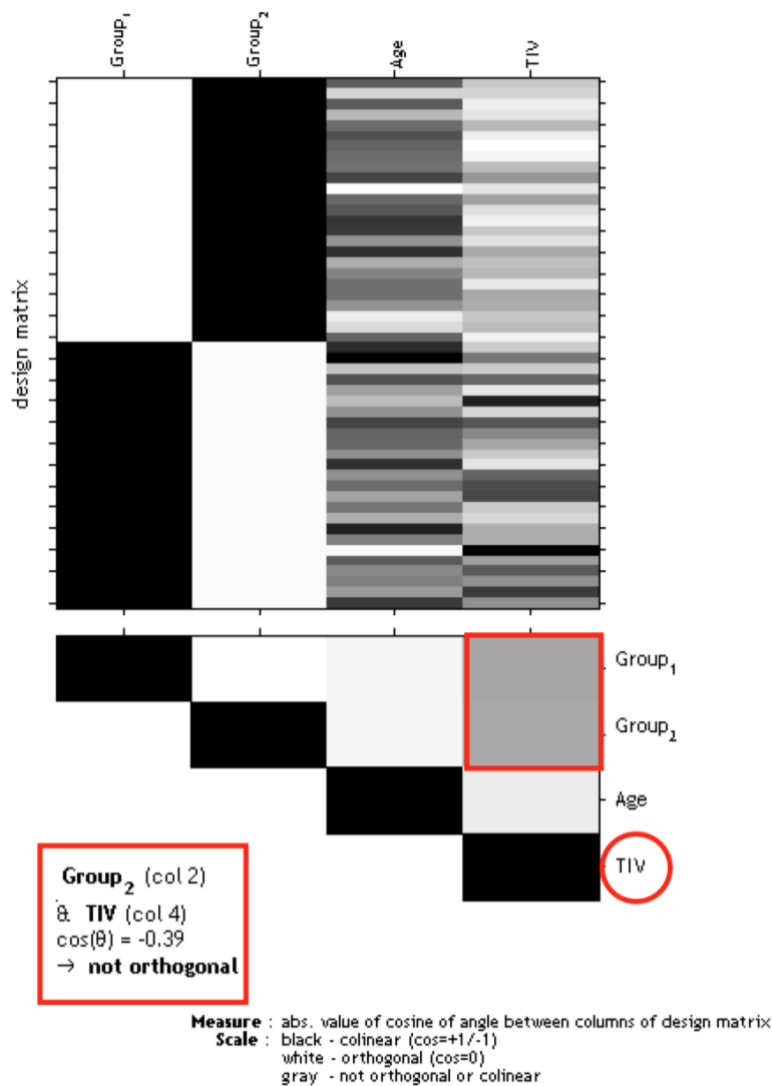 Group₁
Group₂
Age
TIV
design matrix
Group₁
Group₂
Age
TIV
Group₂ (col 2)
& TIV (col 4)
cos(θ) = -0.39
→ not orthogonal
Measure : abs. value of cosine of angle between columns of design matrix
Scale : black - colinear (cos=+1/-1)
white - orthogonal (cos=0)
gray - not orthogonal or colinear